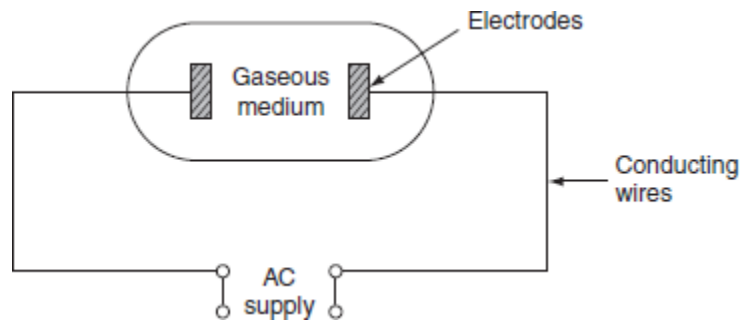 Electrodes
Gaseous
medium
Conducting
wires
AC
supply